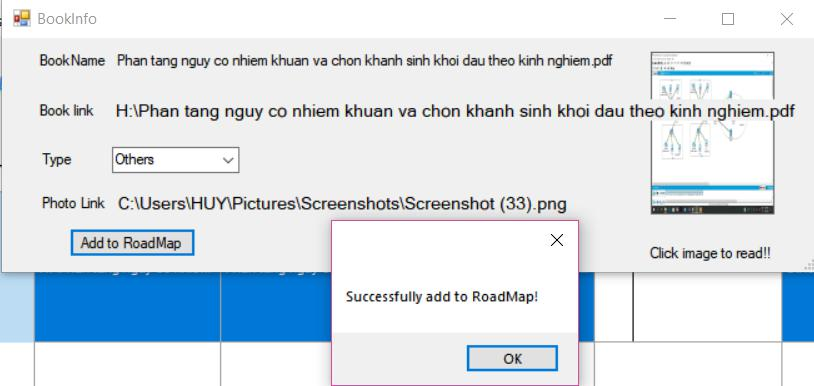 BookInfo
BookName Phan tang nguy co nhiem khuan va chon khanh sinh khoi dau theo kinh nghiem.pdf
Book link H:\Phan tang nguy co nhiem khuan va chon khanh sinh khoi dau theo kinh nghiem.pdf
Type Others
Photo Link C:\Users\HUY\Pictures\Screenshots\Screenshot (33).png
Add to RoadMap
Click image to read!!
Successfully add to RoadMap!
OK